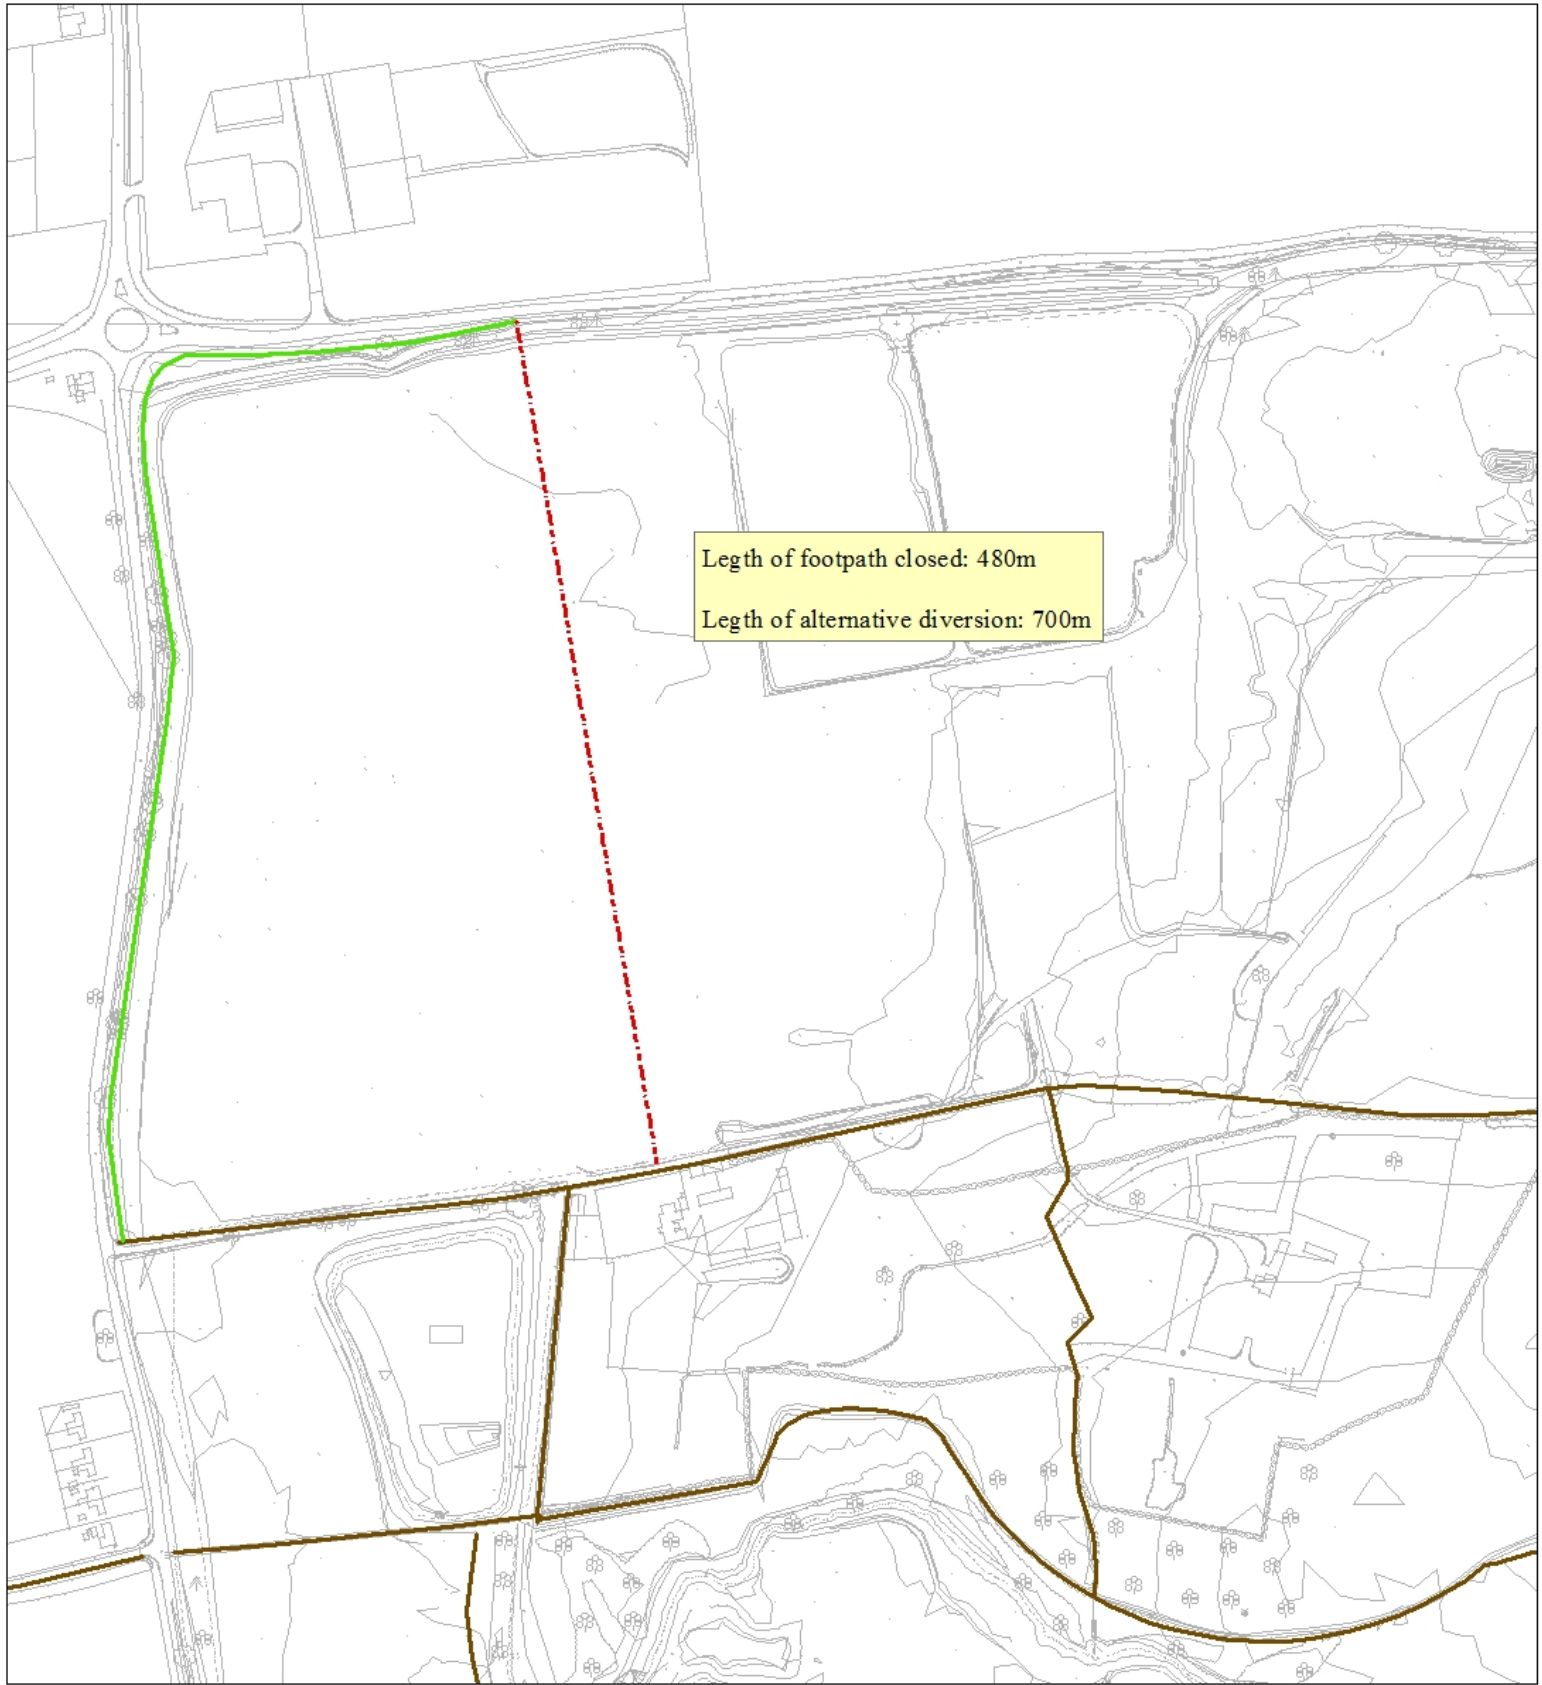 Legth of footpath closed: 480m
Legth of alternative diversion: 700m